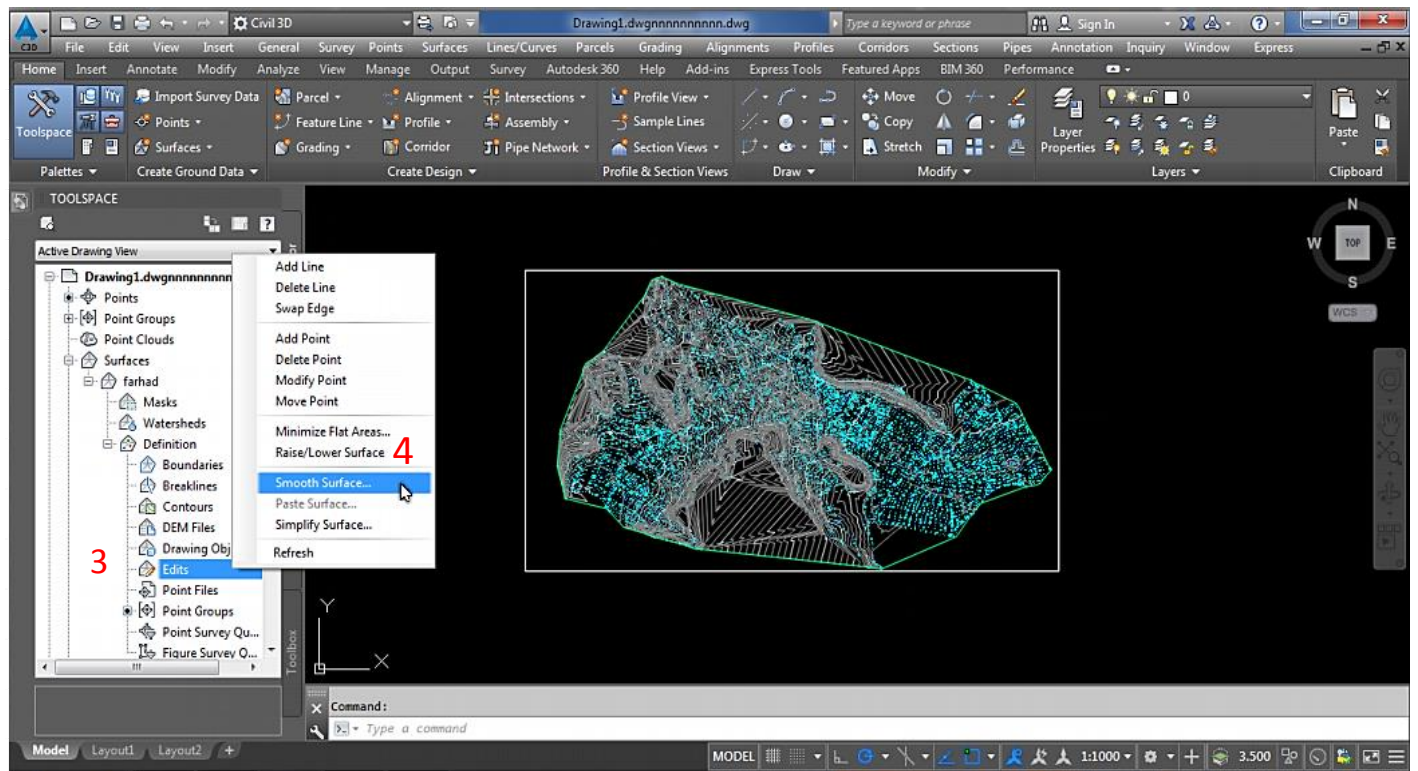 Civil 3D Drawing1.dwgnnnnnnnnnn.dwg Type a keyword or phrase Sign In
C3D File Edit View Insert General Survey Points Surfaces Lines/Curves Parcels Grading Alignments Profiles Corridors Sections Pipes Annotation Inquiry Window Express
Home Insert Annotate Modify Analyze View Manage Output Survey Autodesk 360 Help Add-ins Express Tools Featured Apps BIM 360 Performance
Import Survey Data Parcel Alignment Intersections Profile View Move 0
Toolspace Points Feature Line Profile Assembly Sample Lines Copy Layer Properties Paste
Surfaces Grading Corridor Pipe Network Section Views Stretch
Palettes Create Ground Data Create Design Profile & Section Views Draw Modify Layers Clipboard
TOOLSPACE
Active Drawing View
Drawing1.dwgnnnnnnnnn
Points
Point Groups
Point Clouds
Surfaces
farhad
Masks
Watersheds
Definition
Boundaries
Breaklines
Contours
DEM Files
Drawing Obj
3
Edits
Point Files
Point Groups
Point Survey Qu...
Figure Survey Q...
Toolbox
Add Line
Delete Line
Swap Edge
Add Point
Delete Point
Modify Point
Move Point
Minimize Flat Areas...
Raise/Lower Surface
4
Smooth Surface...
Paste Surface...
Simplify Surface...
Refresh
N
W TOP E
S
WCS
Y
X
Command:
Type a command
Model Layout1 Layout2 +
MODEL 1:1000 3.500